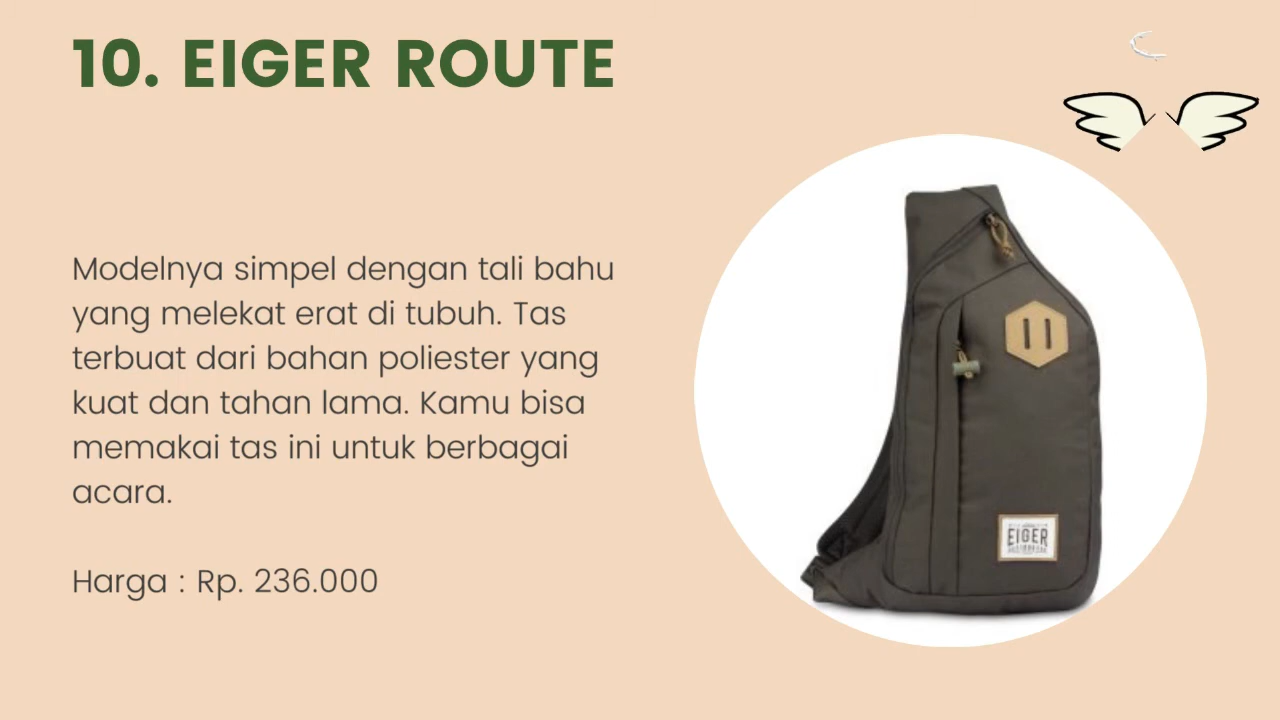 10. EIGER ROUTE
Modelnya simpel dengan tali bahu
yang melekat erat di tubuh. Tas
terbuat dari bahan poliester yang
kuat dan tahan lama. Kamu bisa
memakai tas ini untuk berbagai
acara.
Harga : Rp. 236.000
EIGER